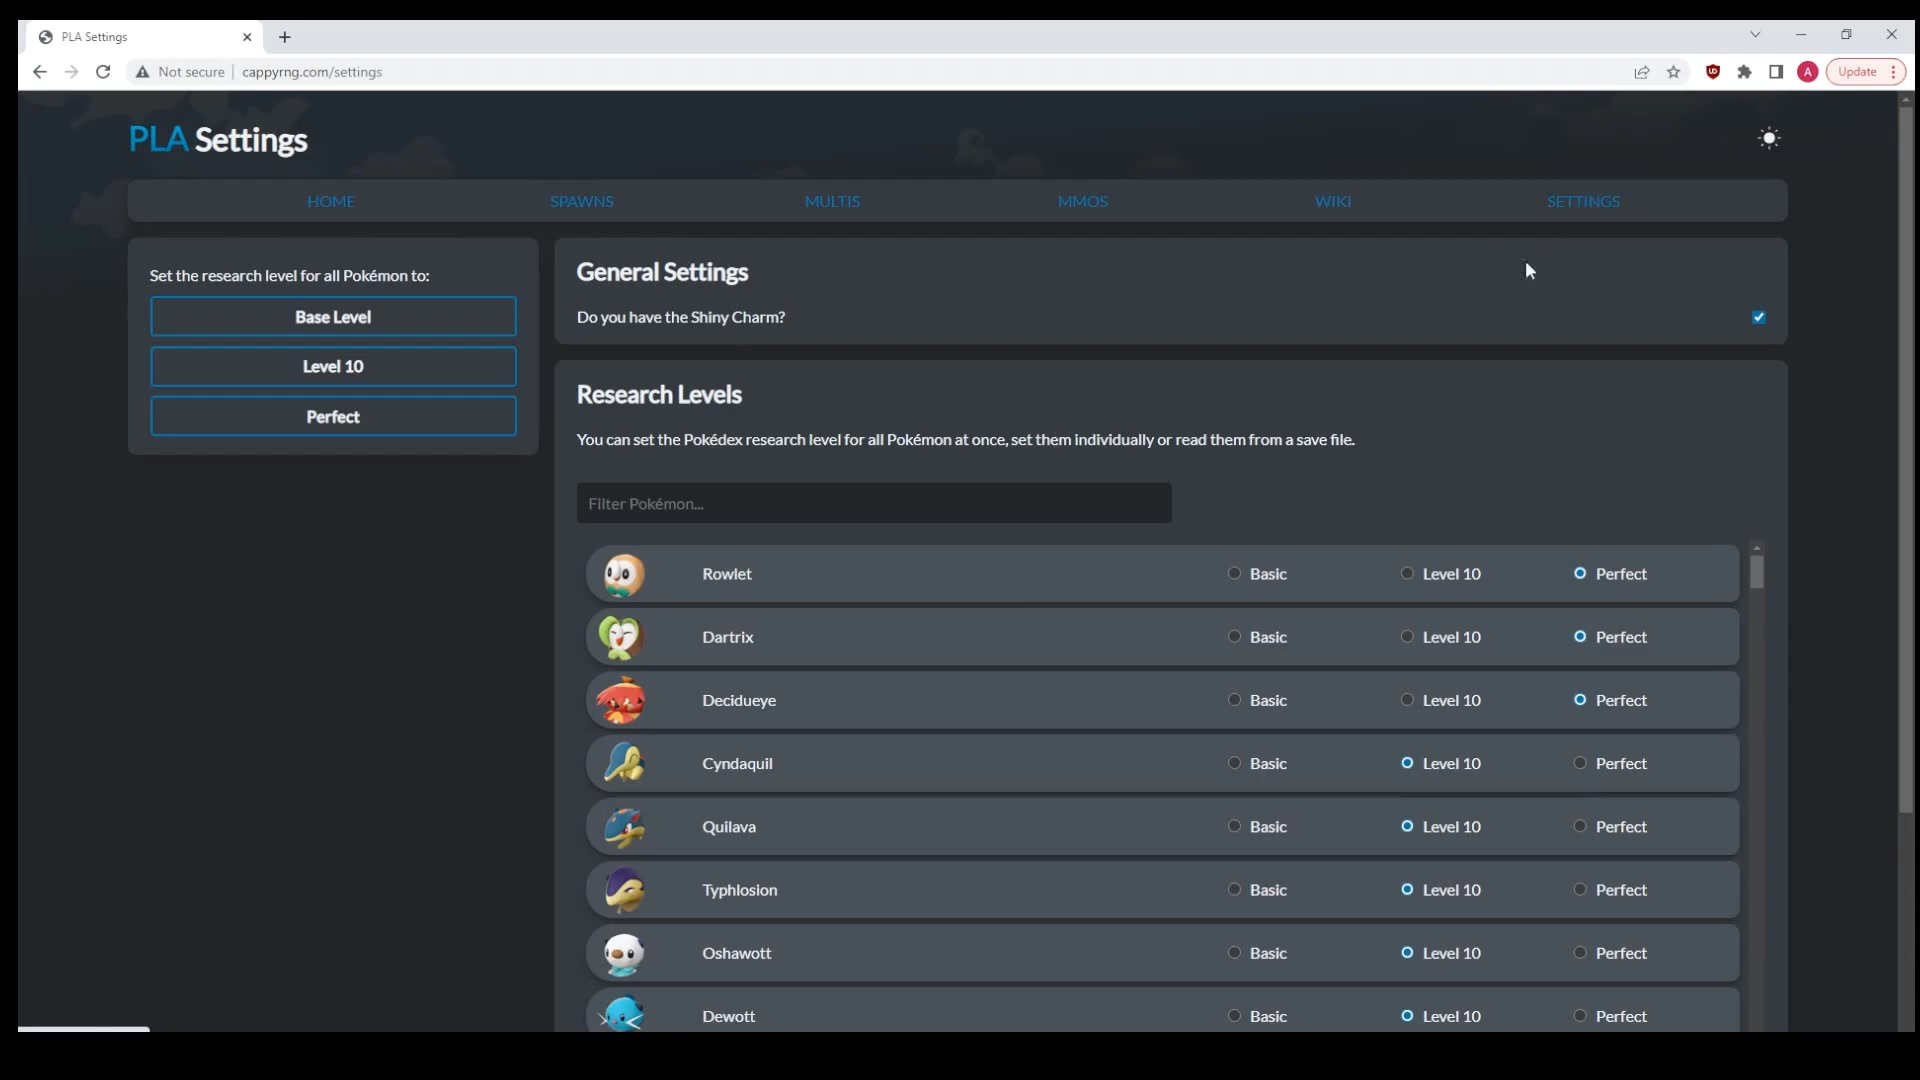 PLA Settings
Not secure
cappyrng.com/settings
A
Update
PLA Settings
HOME
SPAWNS
MULTIS
MMOS
WIKI
SETTINGS
Set the research level for all Pokémon to:
Base Level
Level 10
Perfect
General Settings
Do you have the Shiny Charm?
Research Levels
You can set the Pokédex research level for all Pokémon at once, set them individually or read them from a save file.
Filter Pokémon...
Rowlet Basic Level 10 Perfect
Dartrix Basic Level 10 Perfect
Decidueye Basic Level 10 Perfect
Cyndaquil Basic Level 10 Perfect
Quilava Basic Level 10 Perfect
Typhlosion Basic Level 10 Perfect
Oshawott Basic Level 10 Perfect
Dewott Basic Level 10 Perfect